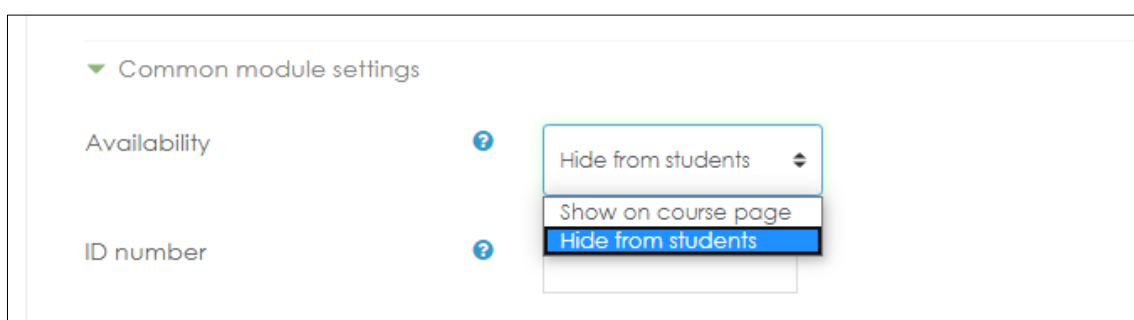 Common module settings
Availability
Hide from students
Show on course page
Hide from students
ID number